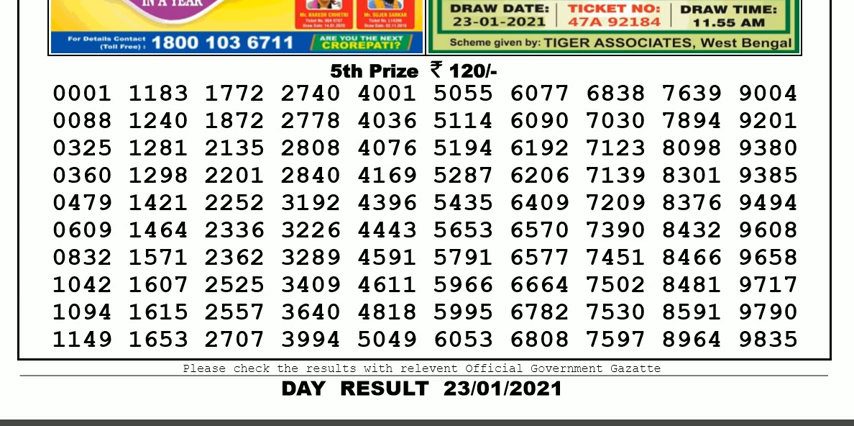 IN A YEAR
DRAW DATE:
23-01-2021
TICKET NO:
47A 92184
DRAW TIME:
11.55 AM
For Details Contact
(Toll Free) : 1800 103 6711
ARE YOU THE NEXT
CROREPATI?
Scheme given by: TIGER ASSOCIATES, West Bengal
5th Prize ₹ 120/-
0001 1183 1772 2740 4001 5055 6077 6838 7639 9004
0088 1240 1872 2778 4036 5114 6090 7030 7894 9201
0325 1281 2135 2808 4076 5194 6192 7123 8098 9380
0360 1298 2201 2840 4169 5287 6206 7139 8301 9385
0479 1421 2252 3192 4396 5435 6409 7209 8376 9494
0609 1464 2336 3226 4443 5653 6570 7390 8432 9608
0832 1571 2362 3289 4591 5791 6577 7451 8466 9658
1042 1607 2525 3409 4611 5966 6664 7502 8481 9717
1094 1615 2557 3640 4818 5995 6782 7530 8591 9790
1149 1653 2707 3994 5049 6053 6808 7597 8964 9835
Please check the results with relevent Official Government Gazatte
DAY RESULT 23/01/2021